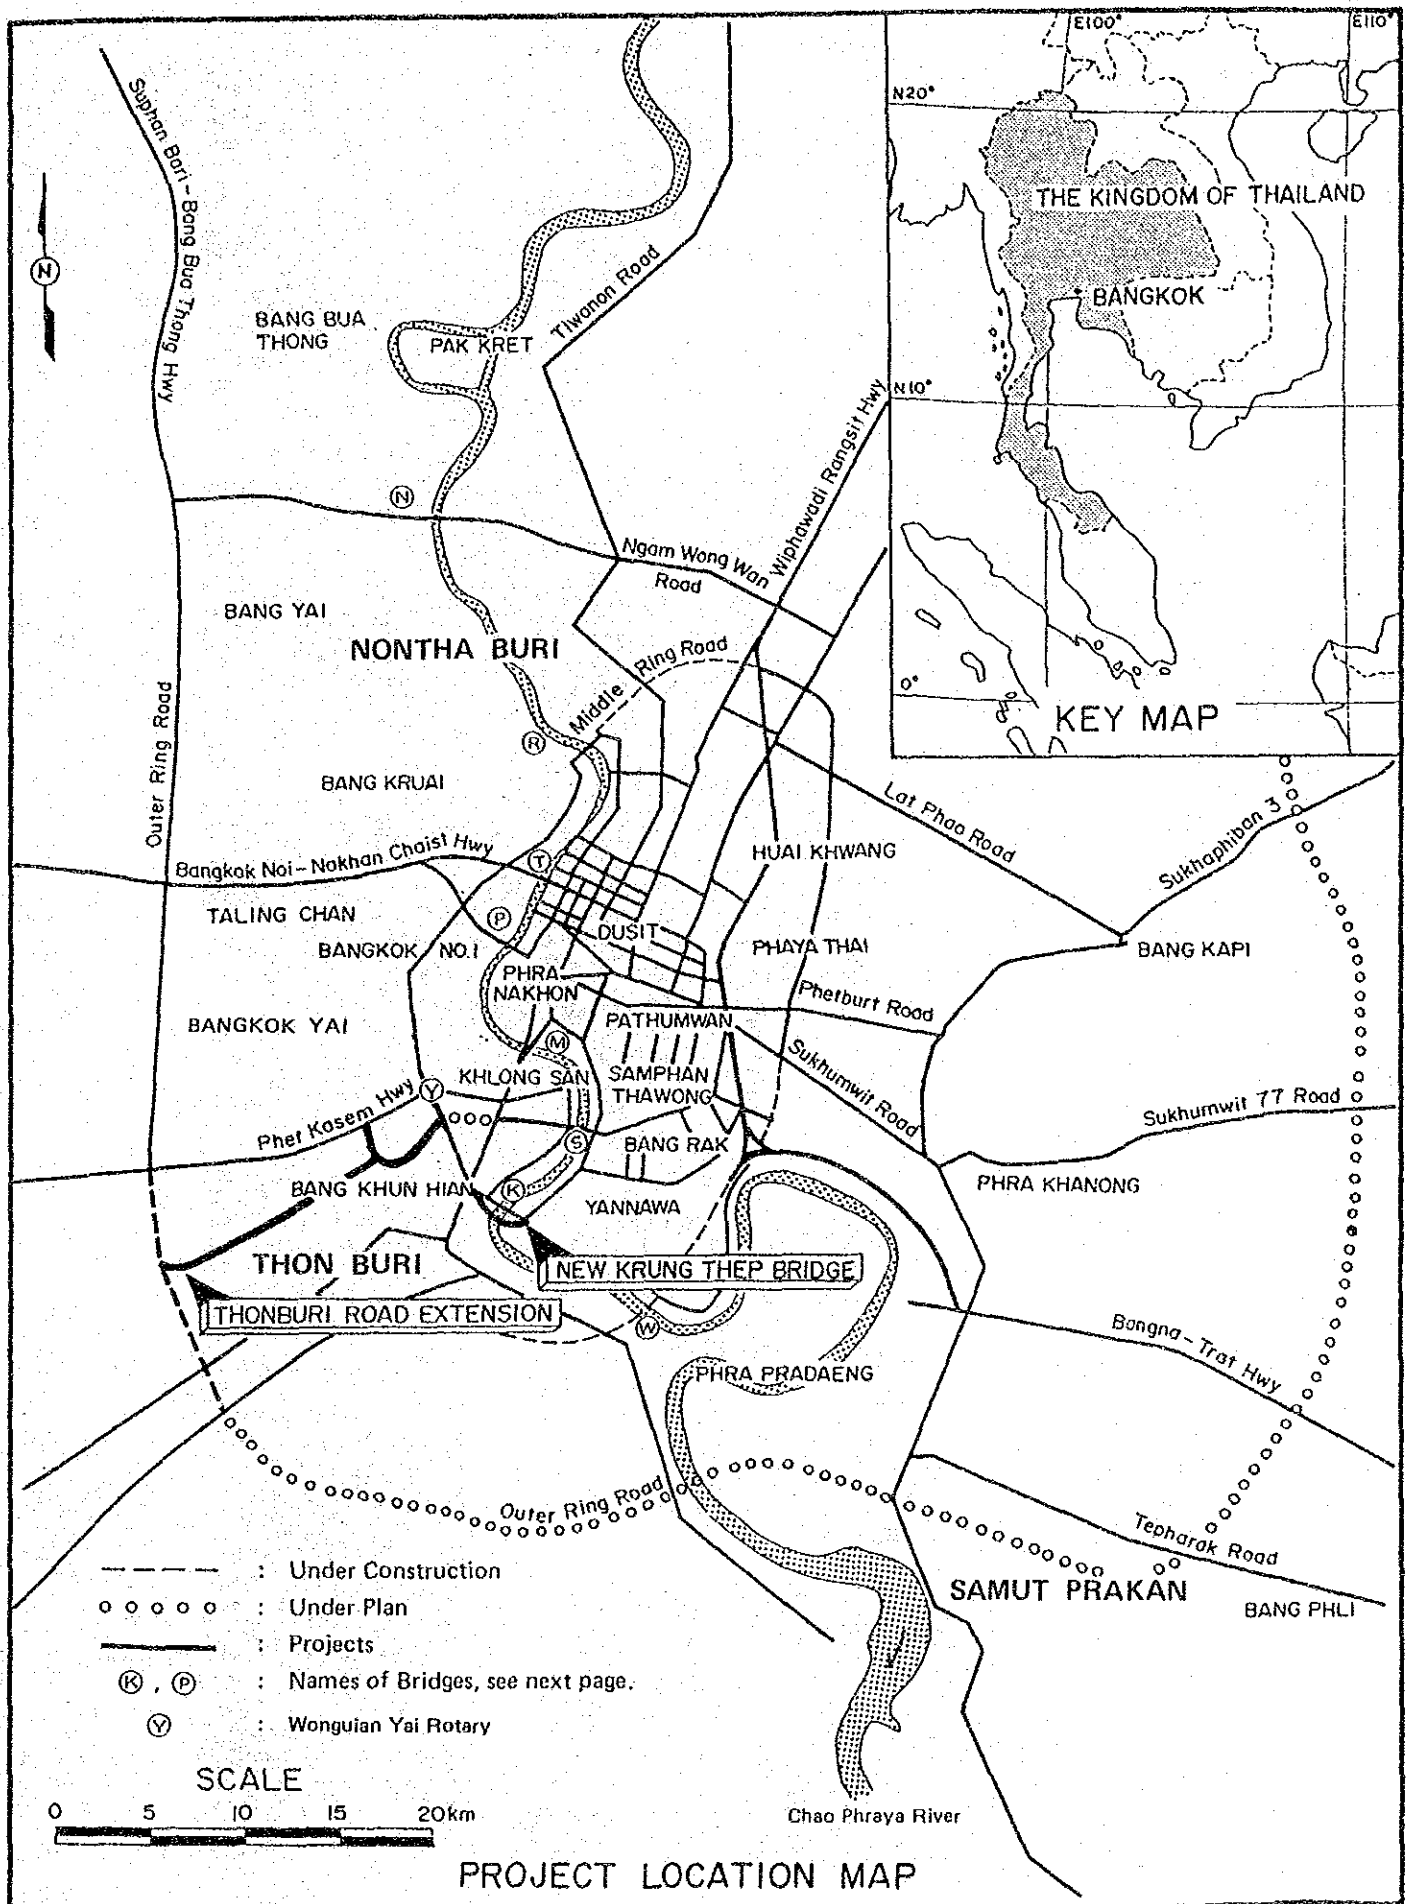 E100°
E110°
N20°
THE KINGDOM OF THAILAND
BANGKOK
N10°
0°
KEY MAP
Suphan Bari-Bang Bua Thong Hwy
N
BANG BUA
THONG
PAK KRET
Tiwanon Road
Wiphawadi Rangsit Hwy
N
Ngam Wong Wan
Road
BANG YAI
NONTHA BURI
Middle Ring Road
Outer Ring Road
R
BANG KRUAI
Lat Phao Road
Sukhaphiban 3
Bangkok Noi-Nakhan Chaist Hwy
T
HUAI KHWANG
TALING CHAN
P
BANGKOK NO.1
DUSIT
PHAYA THAI
BANG KAPI
PHRA
NAKHON
Phetburt Road
BANGKOK YAI
PATHUMWAN
M
Sukhumwit Road
KHLONG SAN
SAMPHAN
THAWONG
Y
Phet Kasem Hwy
Sukhumwit 77 Road
S
BANG RAK
BANG KHUN HIAN
K
YANNAWA
PHRA KHANONG
THON BURI
NEW KRUNG THEP BRIDGE
THONBURI ROAD EXTENSION
W
Bangna-Trat Hwy
PHRA PRADAENG
Outer Ring Road
Tepharak Road
SAMUT PRAKAN
BANG PHLI
: Under Construction
: Under Plan
: Projects
K , P : Names of Bridges, see next page.
Y : Wonguian Yai Rotary
SCALE
0 5 10 15 20km
Chao Phraya River
PROJECT LOCATION MAP